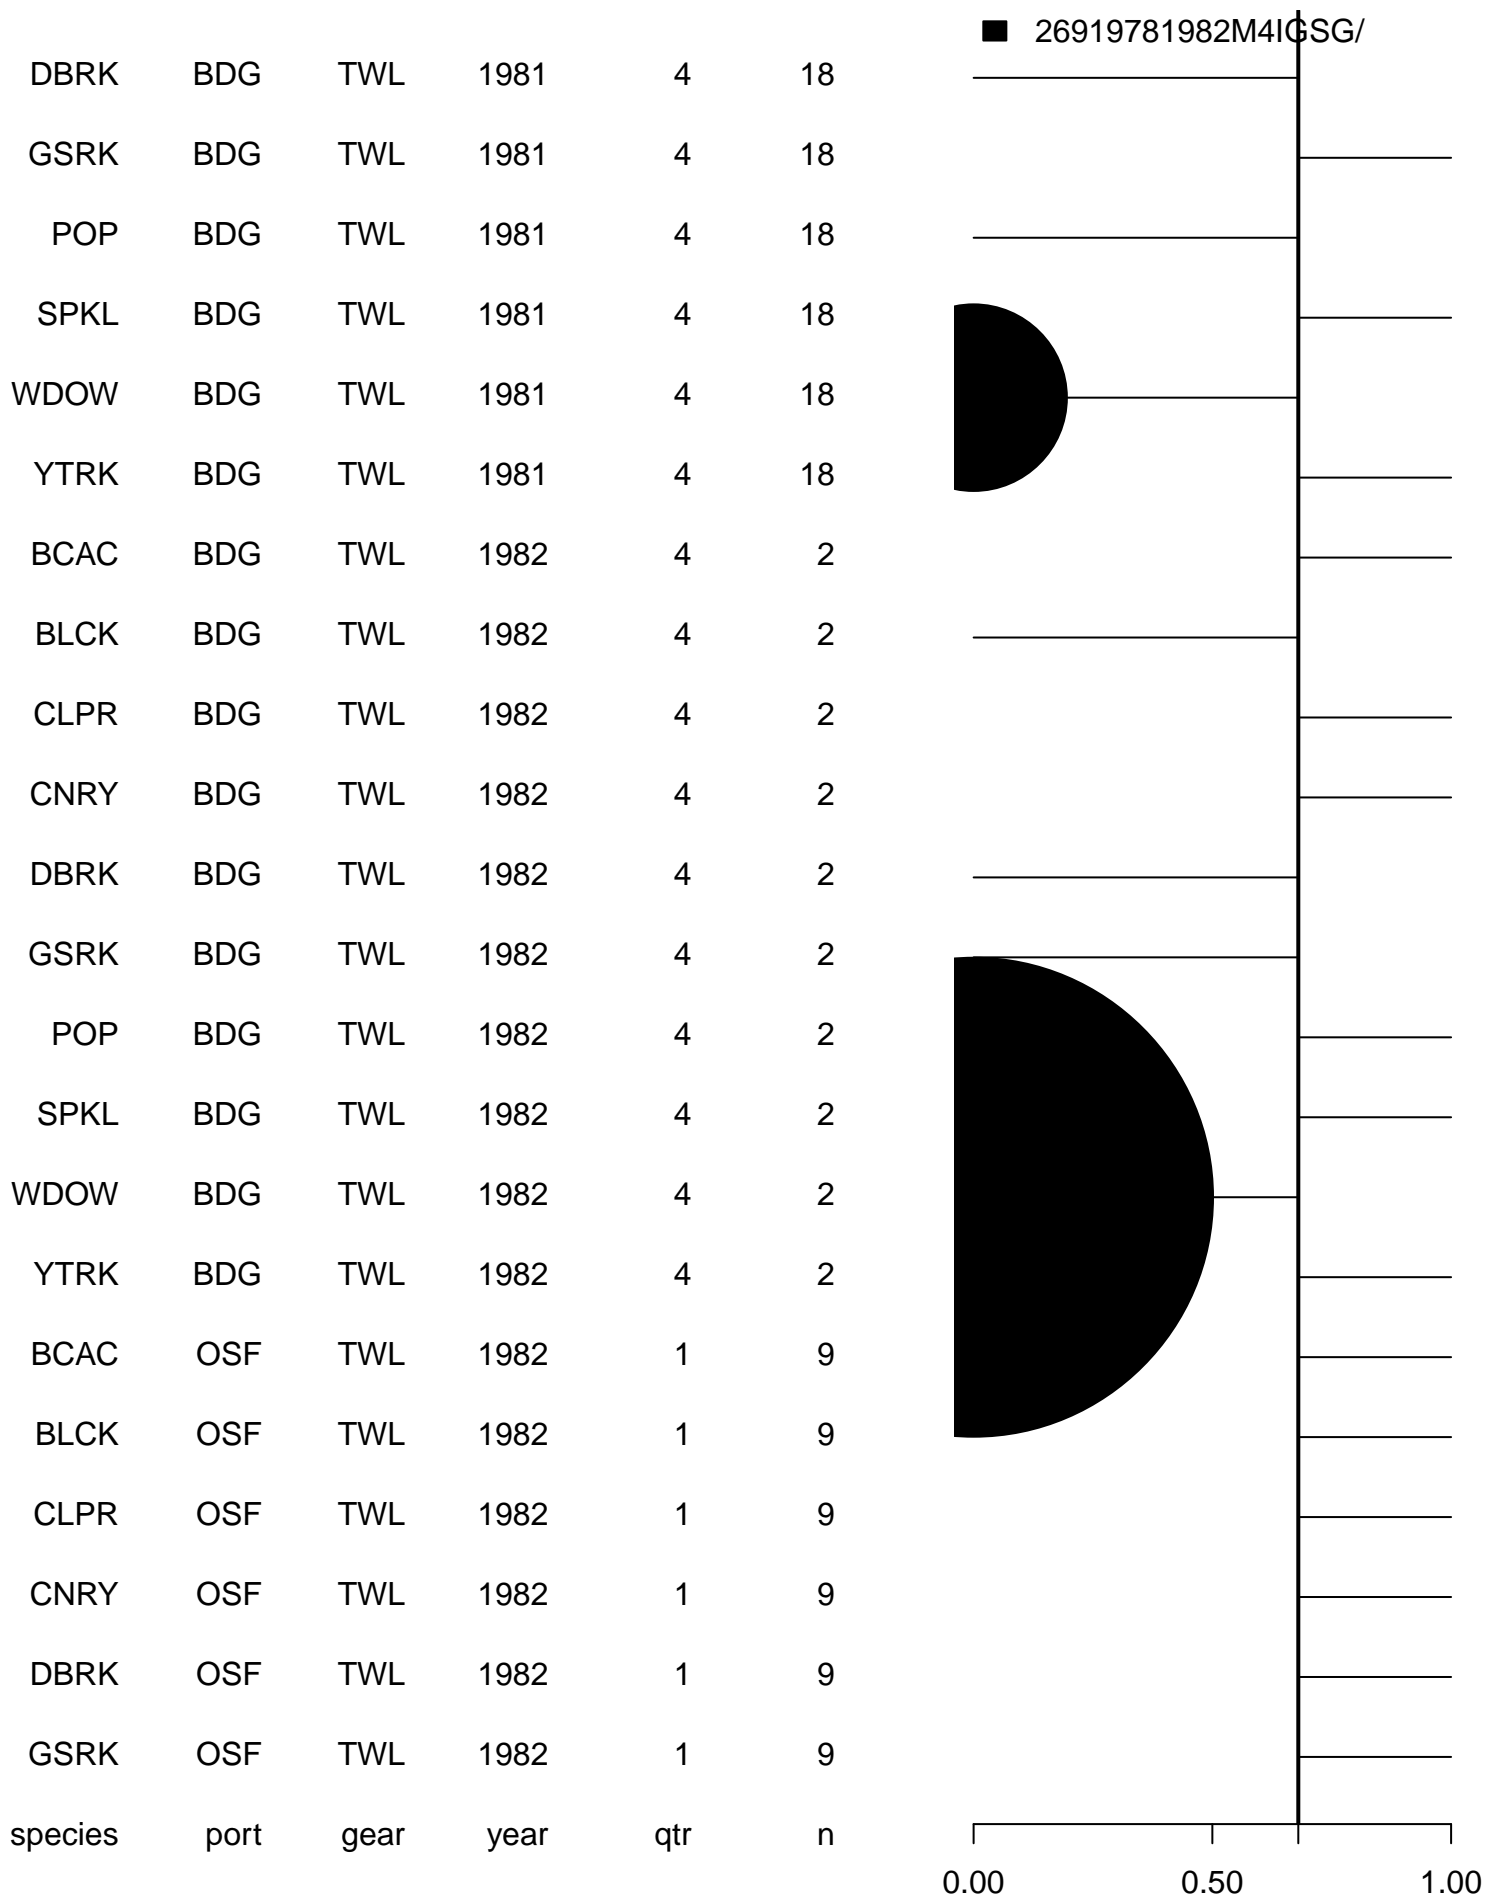 26919781982M4IGSG/
DBRK BDG TWL 1981 4 18
GSRK BDG TWL 1981 4 18
POP BDG TWL 1981 4 18
SPKL BDG TWL 1981 4 18
WDOW BDG TWL 1981 4 18
YTRK BDG TWL 1981 4 18
BCAC BDG TWL 1982 4 2
BLCK BDG TWL 1982 4 2
CLPR BDG TWL 1982 4 2
CNRY BDG TWL 1982 4 2
DBRK BDG TWL 1982 4 2
GSRK BDG TWL 1982 4 2
POP BDG TWL 1982 4 2
SPKL BDG TWL 1982 4 2
WDOW BDG TWL 1982 4 2
YTRK BDG TWL 1982 4 2
BCAC OSF TWL 1982 1 9
BLCK OSF TWL 1982 1 9
CLPR OSF TWL 1982 1 9
CNRY OSF TWL 1982 1 9
DBRK OSF TWL 1982 1 9
GSRK OSF TWL 1982 1 9
species port gear year qtr n
0.00 0.50 1.00